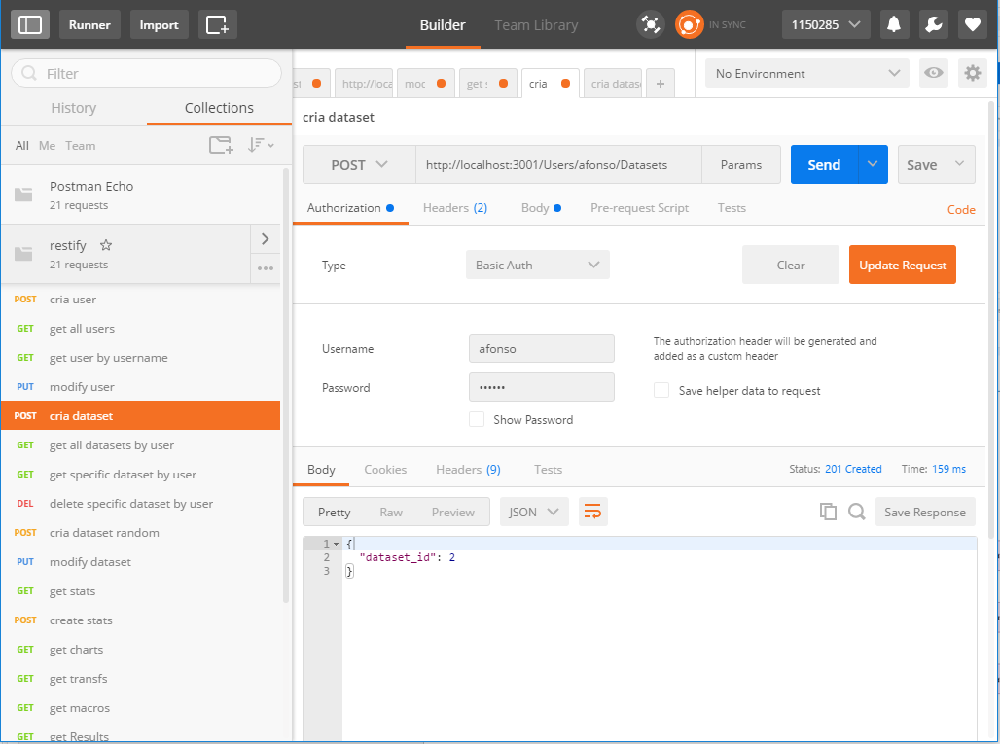 Runner
Import
Builder
Team Library
IN SYNC
1150285
Filter
History
Collections
All Me Team
Postman Echo
21 requests
restify
21 requests
POST cria user
GET get all users
GET get user by username
PUT modify user
POST cria dataset
GET get all datasets by user
GET get specific dataset by user
DEL delete specific dataset by user
POST cria dataset random
PUT modify dataset
GET get stats
POST create stats
GET get charts
GET get transfs
GET get macros
GET get Results
http://loca
moc
get s
cria
cria datase
+
No Environment
cria dataset
POST
http://localhost:3001/Users/afonso/Datasets
Params
Send
Save
Authorization
Headers (2)
Body
Pre-request Script
Tests
Code
Type
Basic Auth
Clear
Update Request
Username
afonso
The authorization header will be generated and
added as a custom header
Password
••••••
Save helper data to request
Show Password
Body
Cookies
Headers (9)
Tests
Status: 201 Created
Time: 159 ms
Pretty
Raw
Preview
JSON
Save Response
1 {
2 "dataset_id": 2
3 }